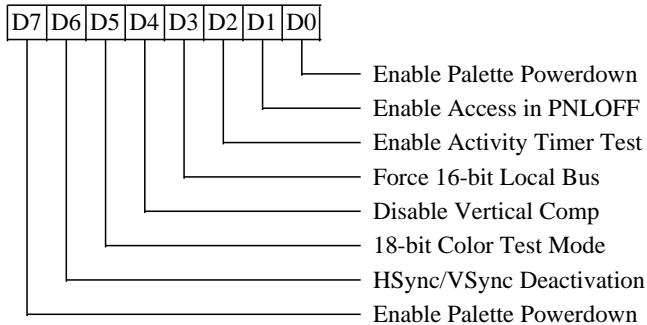 D7 D6 D5 D4 D3 D2 D1 D0
Enable Palette Powerdown
Enable Access in PNLOFF
Enable Activity Timer Test
Force 16-bit Local Bus
Disable Vertical Comp
18-bit Color Test Mode
HSync/VSync Deactivation
Enable Palette Powerdown